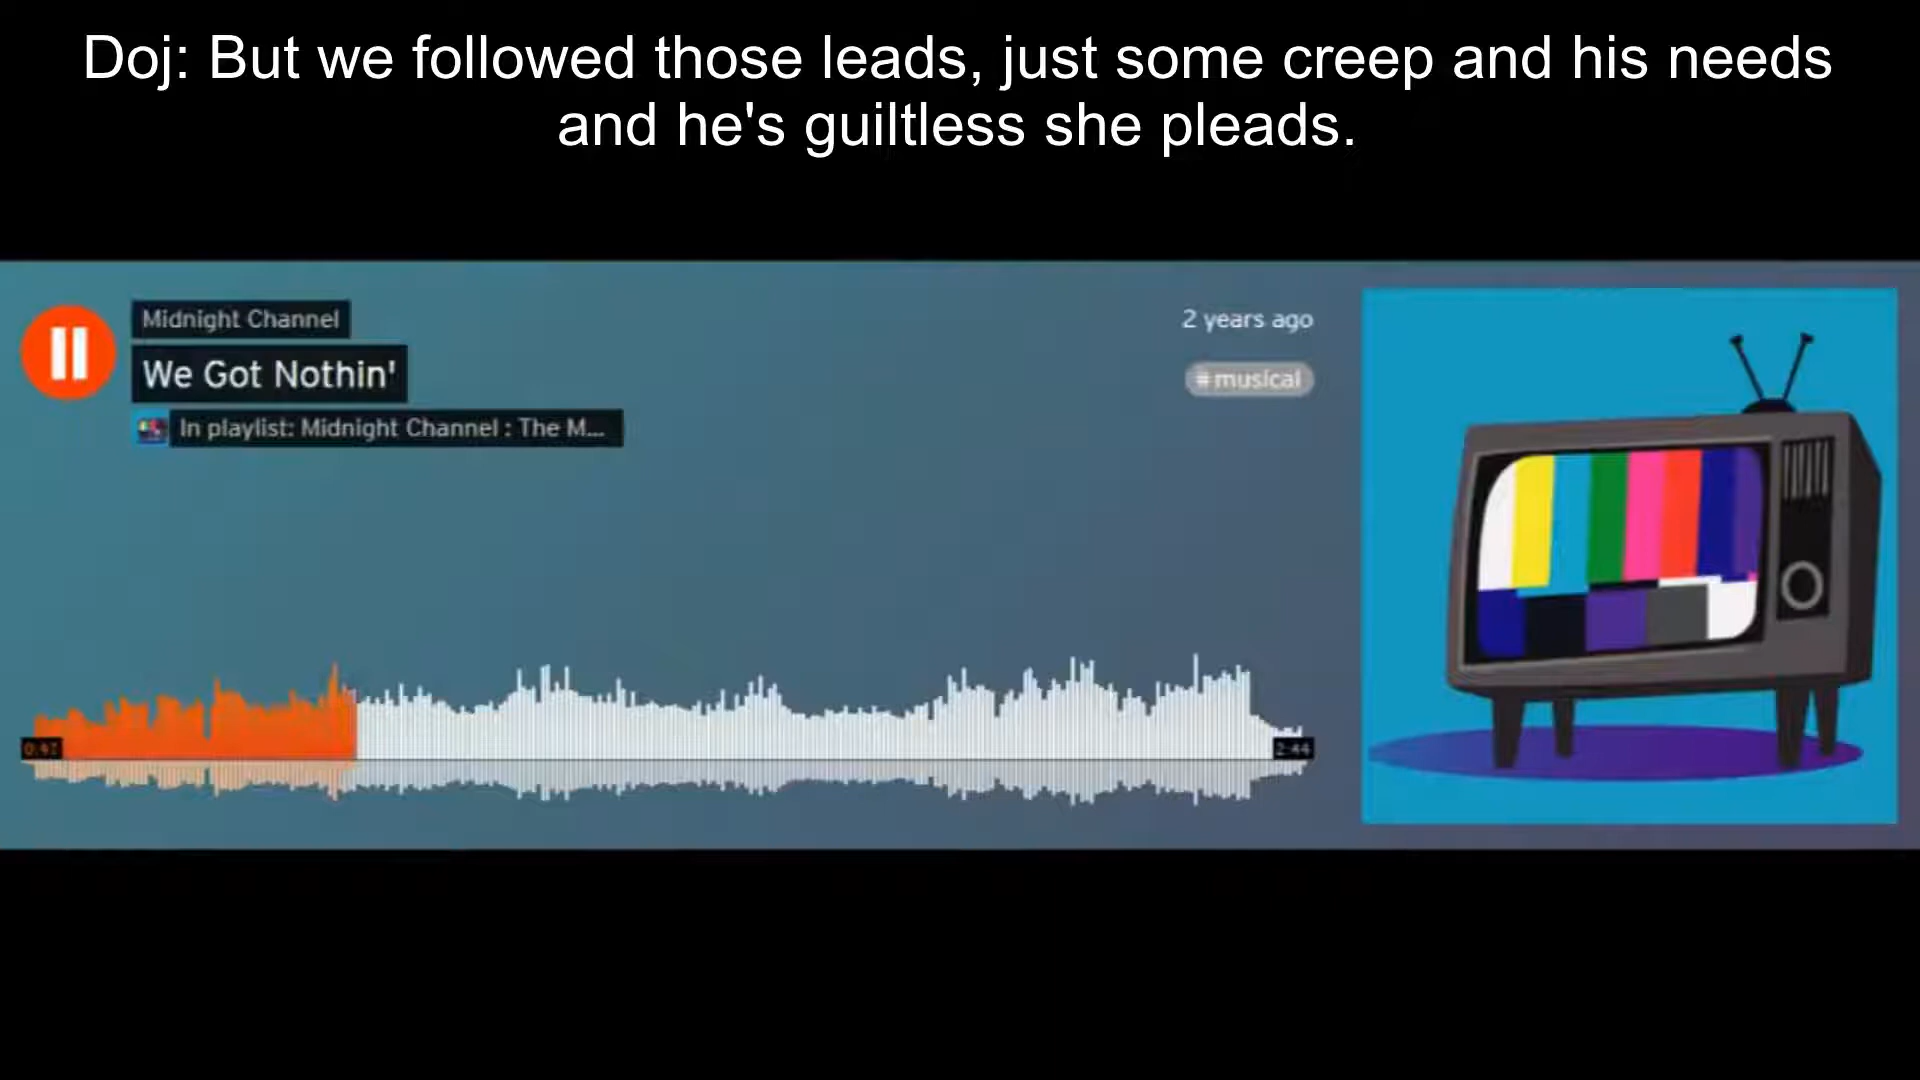 Doj: But we followed those leads, just some creep and his needs
and he's guiltless she pleads.
Midnight Channel
2 years ago
We Got Nothin'
# musical
In playlist: Midnight Channel : The M...
0:47
2:44